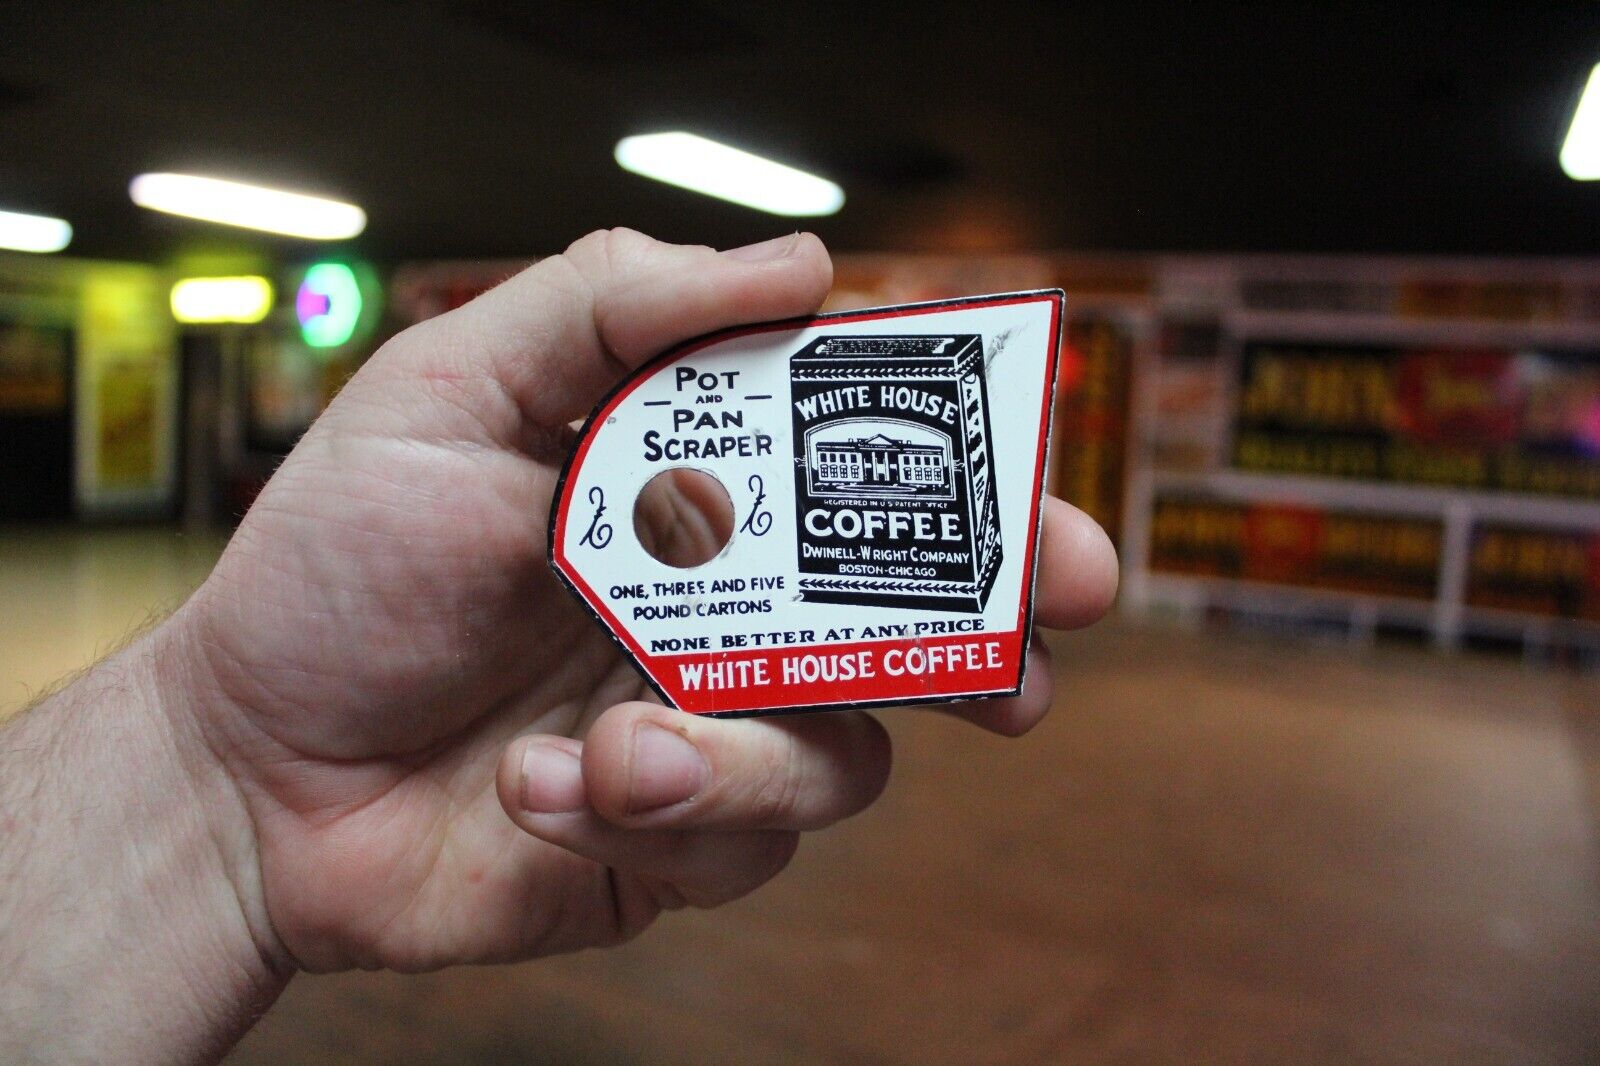 POT
AND
PAN
SCRAPER
ONE, THREE AND FIVE
POUND CARTONS
WHITE HOUSE
REGISTERED IN U.S. PATENT OFFICE
COFFEE
DWINELL-WRIGHT COMPANY
BOSTON-CHICAGO
NONE BETTER AT ANY PRICE
WHITE HOUSE COFFEE